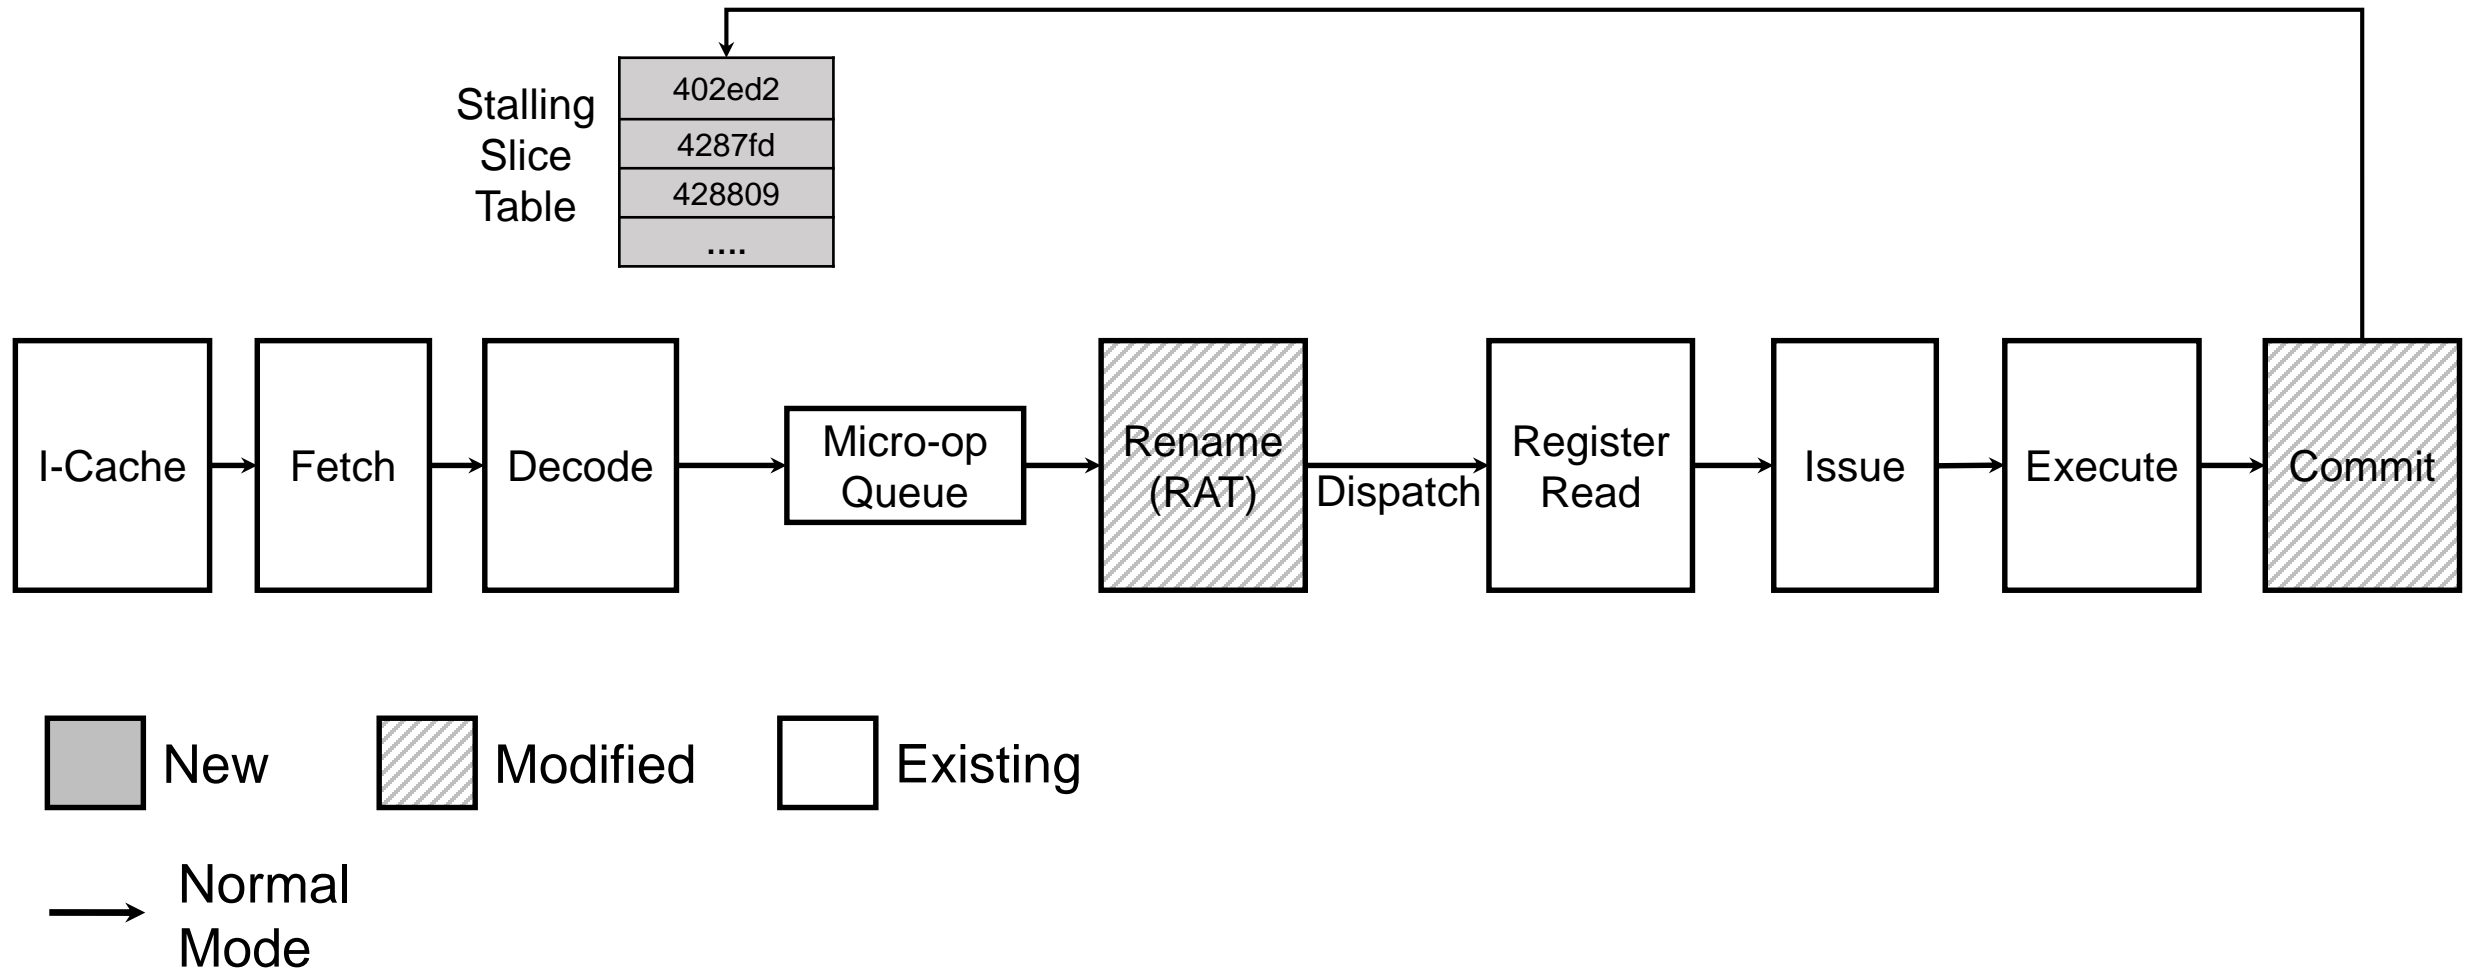 Stalling
Slice
Table
402ed2
4287fd
428809
....
I-Cache
Fetch
Decode
Micro-op
Queue
Rename
(RAT)
Dispatch
Register
Read
Issue
Execute
Commit
New
Modified
Existing
Normal
Mode